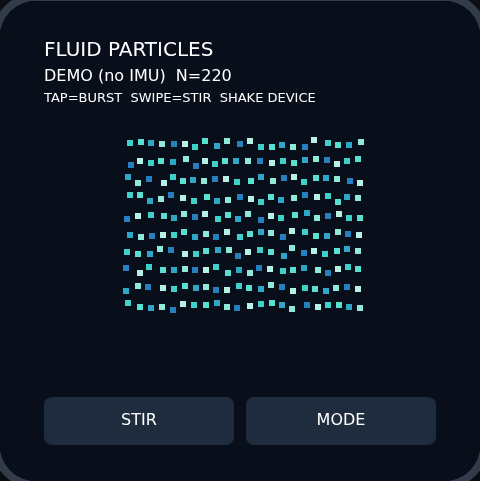 FLUID PARTICLES
DEMO (no IMU)  N=220
TAP=BURST  SWIPE=STIR  SHAKE DEVICE
STIR
MODE